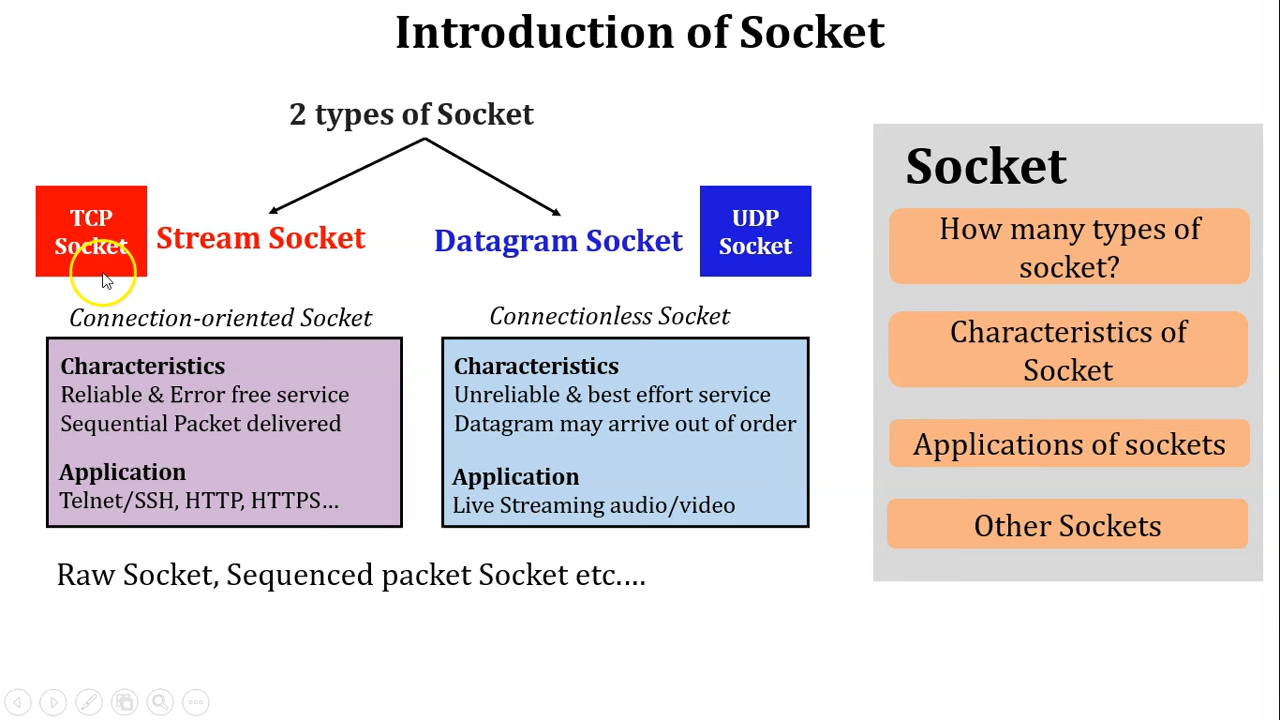 Introduction of Socket
2 types of Socket
TCP
Socket
Stream Socket
Datagram Socket
UDP
Socket
Connection-oriented Socket
Characteristics
Reliable & Error free service
Sequential Packet delivered
Application
Telnet/SSH, HTTP, HTTPS...
Connectionless Socket
Characteristics
Unreliable & best effort service
Datagram may arrive out of order
Application
Live Streaming audio/video
Raw Socket, Sequenced packet Socket etc....
Socket
How many types of
socket?
Characteristics of
Socket
Applications of sockets
Other Sockets